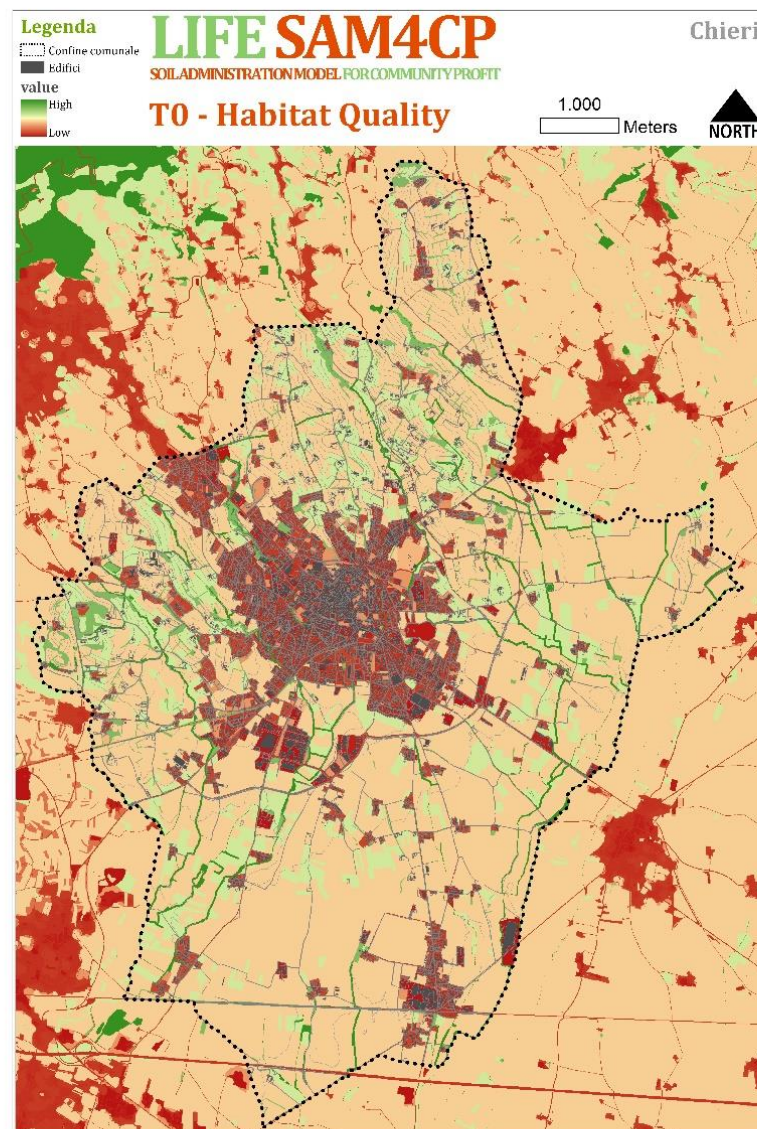 Legenda
Confine comunale
Edifici
value
High
Low
LIFE SAM4CP
SOIL ADMINISTRATION MODEL FOR COMMUNITY PROFIT
T0 - Habitat Quality
1.000
Meters
Chieri
NORTH